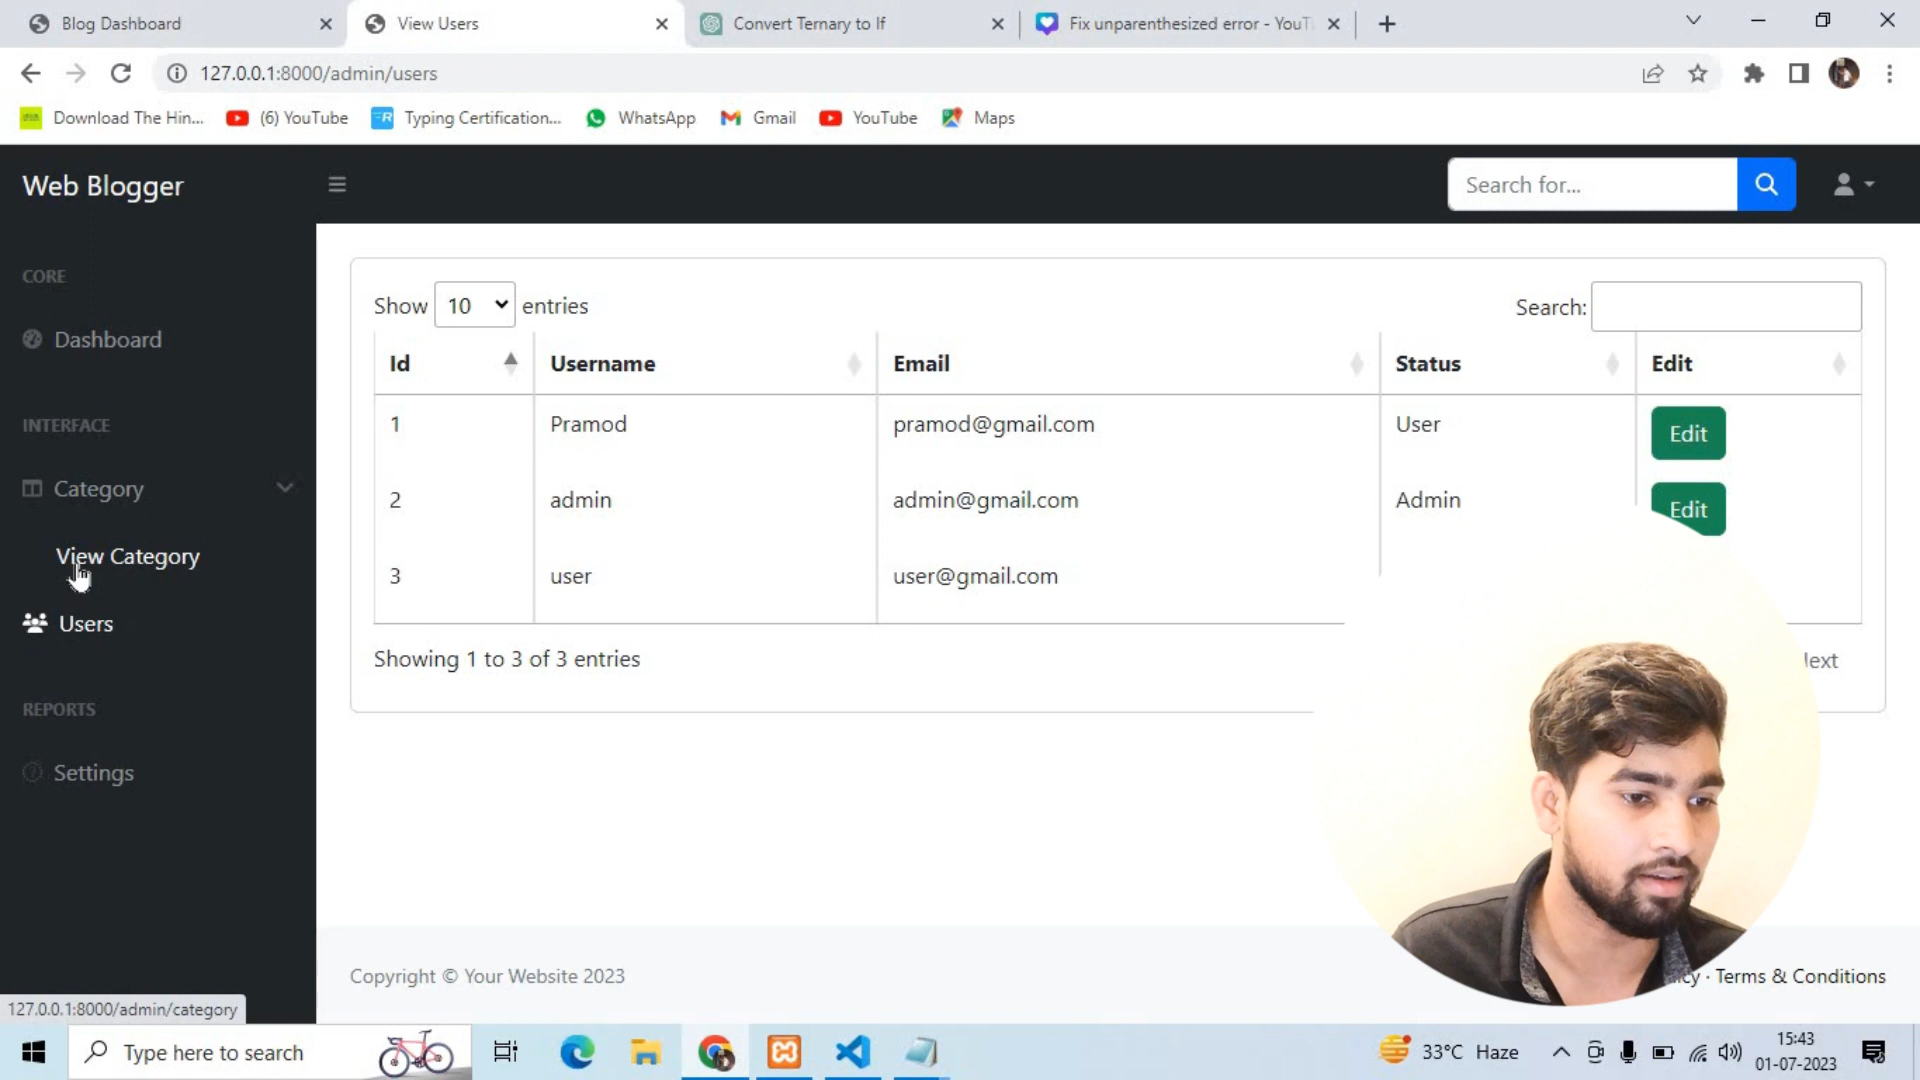 Blog Dashboard
View Users
Convert Ternary to If
Fix unparenthesized error - YouT
127.0.0.1:8000/admin/users
Download The Hin...
(6) YouTube
Typing Certification...
WhatsApp
Gmail
YouTube
Maps
Web Blogger
Search for...
CORE
Dashboard
INTERFACE
Category
View Category
Users
REPORTS
Settings
Show 10 entries
Search:
Id Username Email Status Edit
1 Pramod pramod@gmail.com User Edit
2 admin admin@gmail.com Admin Edit
3 user user@gmail.com
Showing 1 to 3 of 3 entries
Copyright © Your Website 2023
· Terms & Conditions
127.0.0.1:8000/admin/category
Type here to search
33°C Haze
15:43
01-07-2023